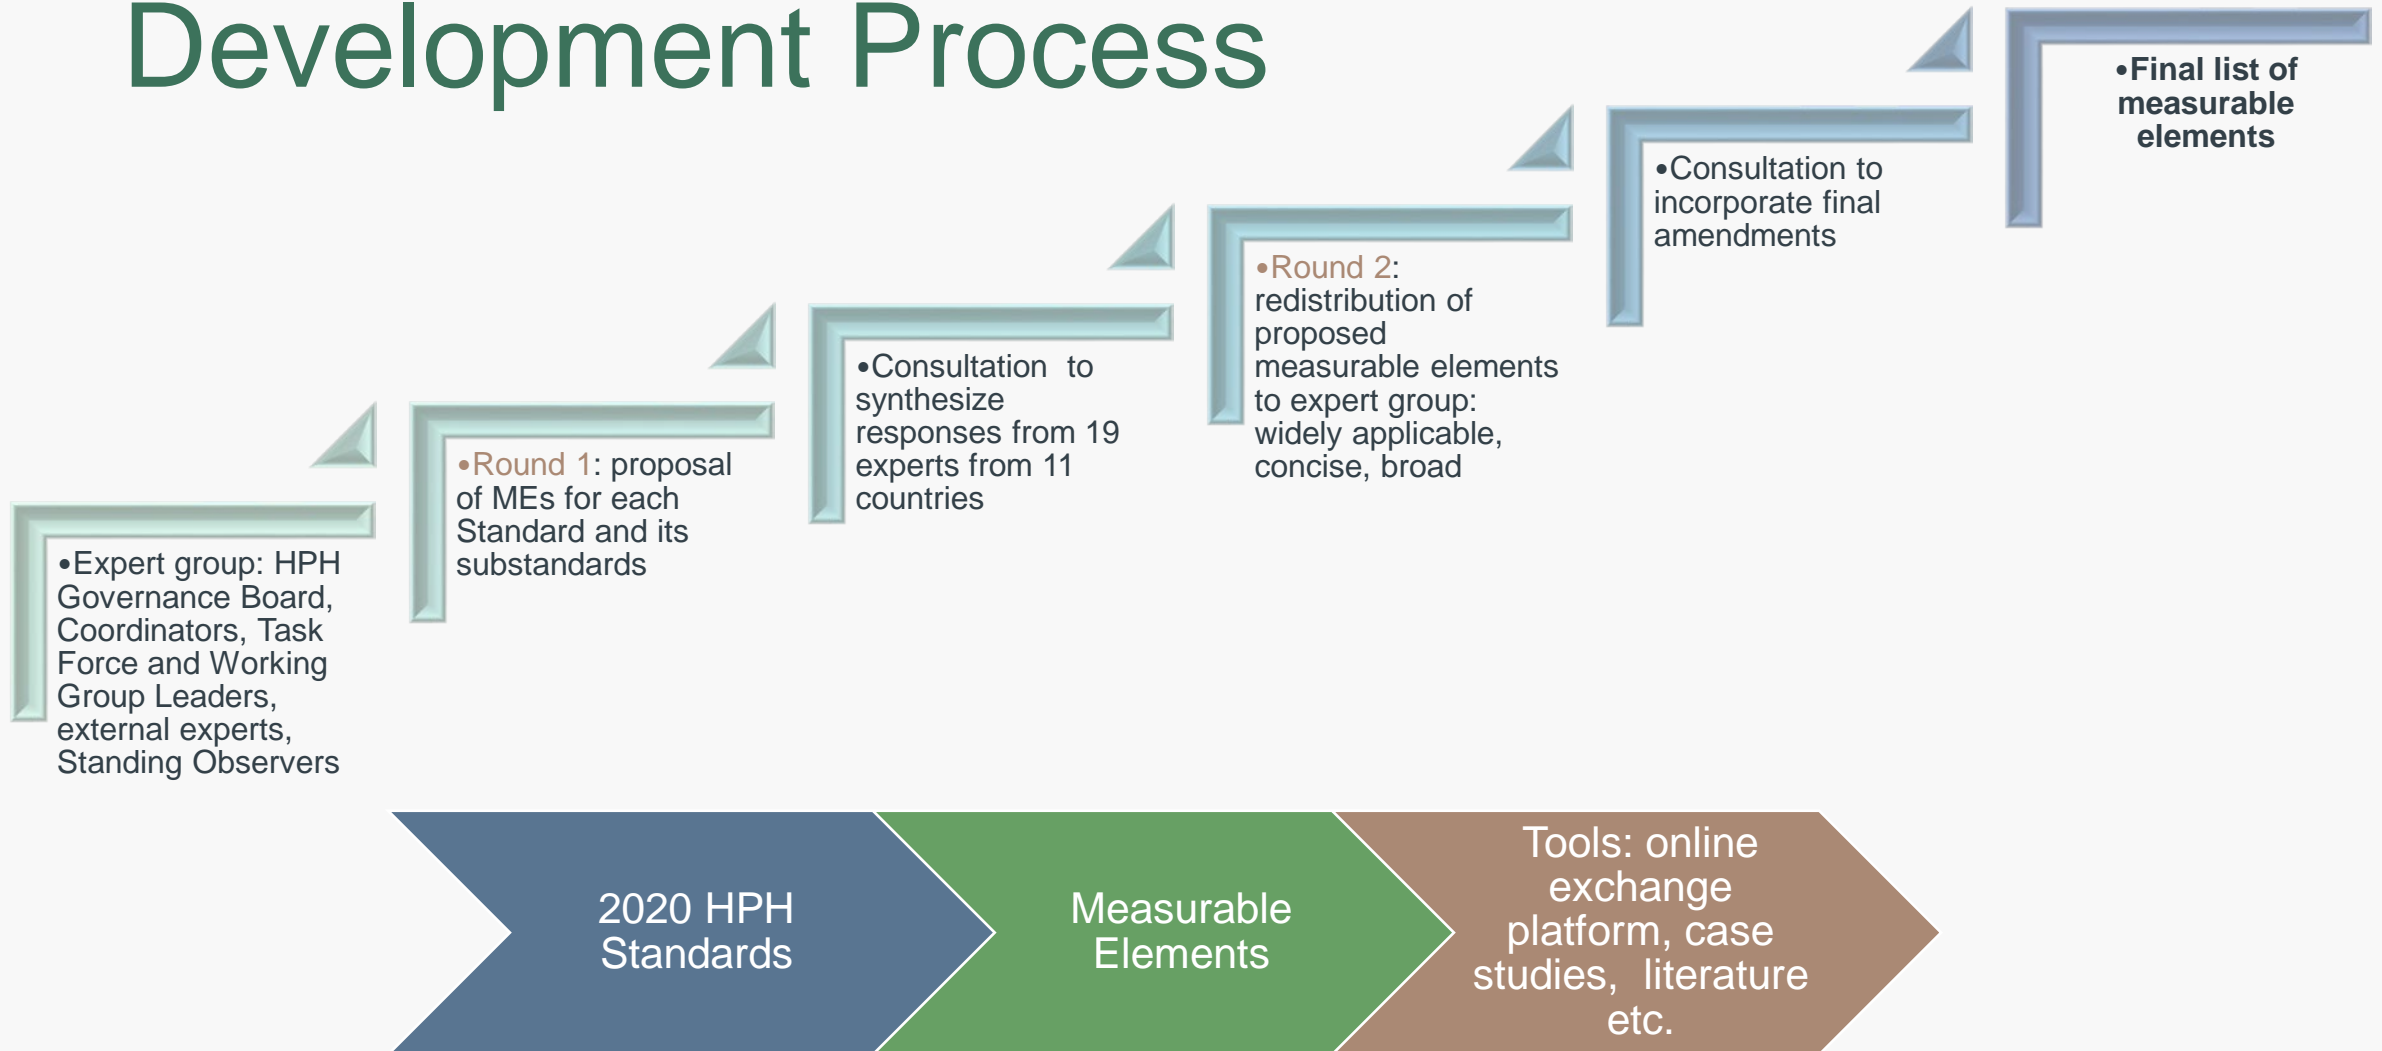 Development Process
•Expert group: HPH
Governance Board,
Coordinators, Task
Force and Working
Group Leaders,
external experts,
Standing Observers
•Round 1: proposal
of MEs for each
Standard and its
substandards
•Consultation  to
synthesize
responses from 19
experts from 11
countries
•Round 2:
redistribution of
proposed
measurable elements
to expert group:
widely applicable,
concise, broad
•Consultation to
incorporate final
amendments
•Final list of
measurable
elements
2020 HPH
Standards
Measurable
Elements
Tools: online
exchange
platform, case
studies,  literature
etc.